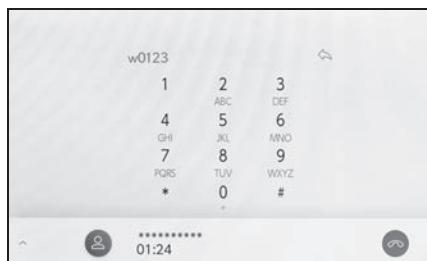 w0123
1 2 3
ABC DEF
4 5 6
GHI JKL MNO
7 8 9
PQRS TUV WXYZ
* 0 #
+
**********
01:24